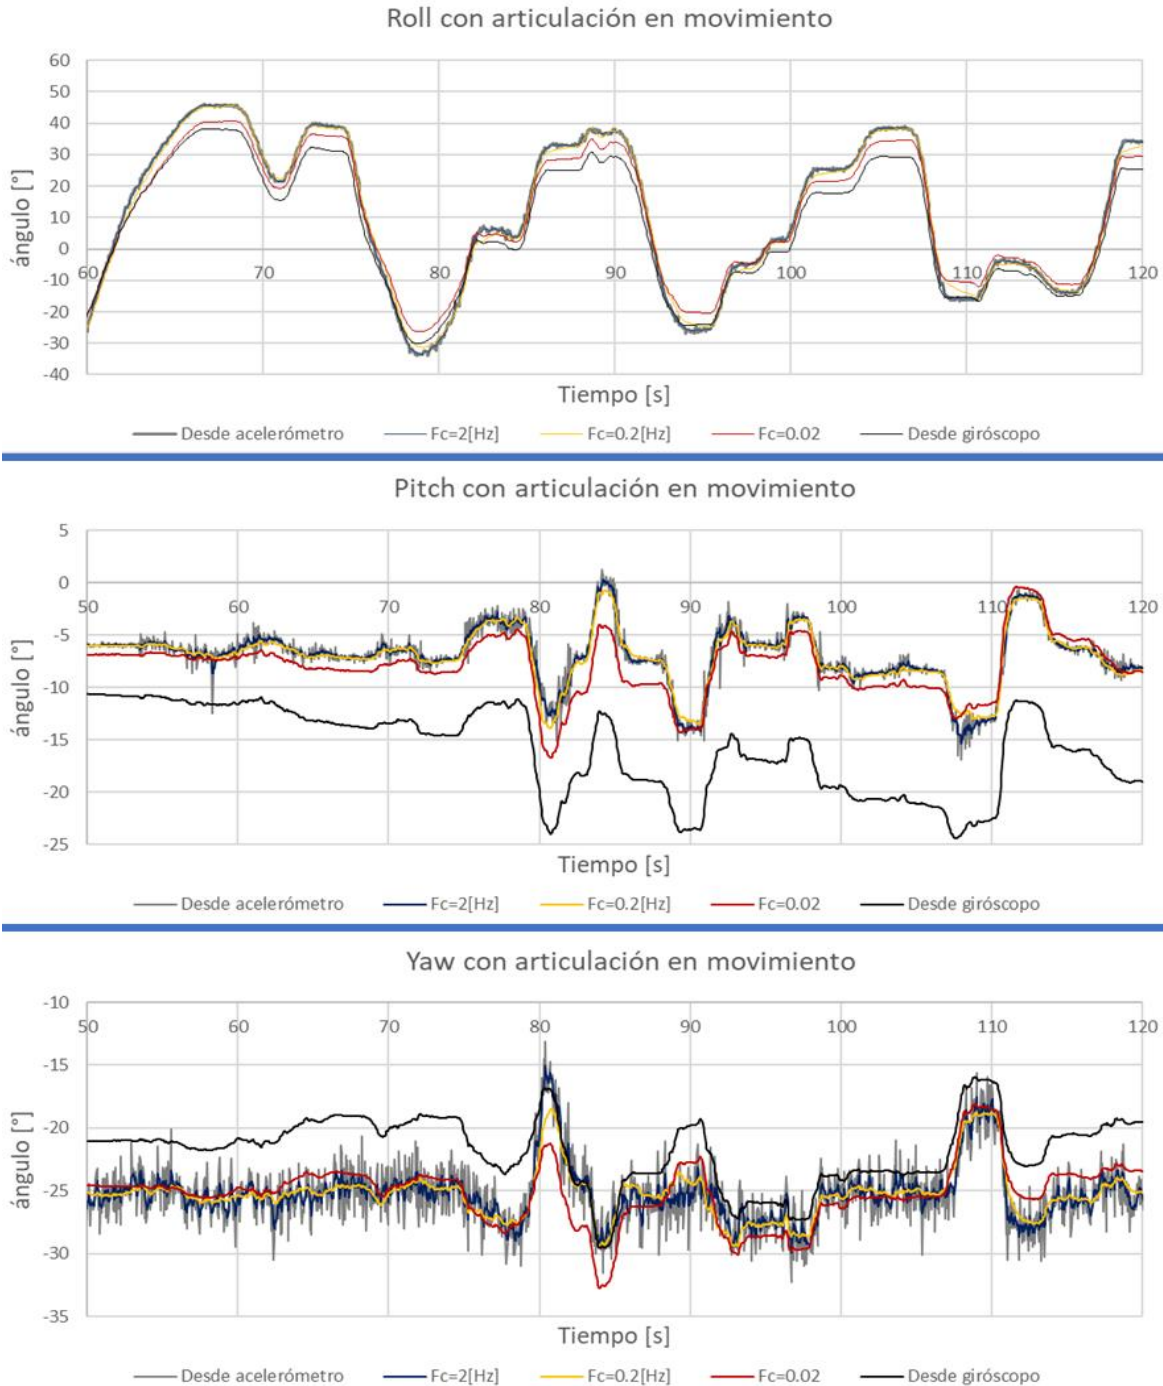 Roll con articulación en movimiento
60
50
40
30
20
10
0
-10
-20
-30
-40
ángulo [°]
60 70 80 90 100 110 120
Tiempo [s]
Desde acelerómetro Fc=2[Hz] Fc=0.2[Hz] Fc=0.02 Desde giróscopo
Pitch con articulación en movimiento
5
0
-5
-10
-15
-20
-25
ángulo [°]
50 60 70 80 90 100 110 120
Tiempo [s]
Desde acelerómetro Fc=2[Hz] Fc=0.2[Hz] Fc=0.02 Desde giróscopo
Yaw con articulación en movimiento
-10
-15
-20
-25
-30
-35
ángulo [°]
50 60 70 80 90 100 110 120
Tiempo [s]
Desde acelerómetro Fc=2[Hz] Fc=0.2[Hz] Fc=0.02 Desde giróscopo